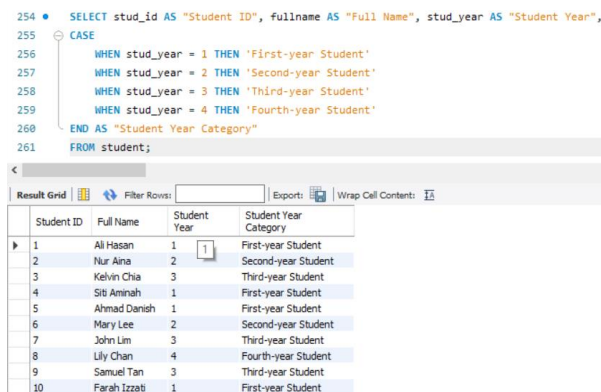 254 SELECT stud_id AS "Student ID", fullname AS "Full Name", stud_year AS "Student Year",
255 CASE
256 WHEN stud_year = 1 THEN 'First-year Student'
257 WHEN stud_year = 2 THEN 'Second-year Student'
258 WHEN stud_year = 3 THEN 'Third-year Student'
259 WHEN stud_year = 4 THEN 'Fourth-year Student'
260 END AS "Student Year Category"
261 FROM student;
Result Grid Filter Rows: Export: Wrap Cell Content: IA
Student ID Full Name Student Year Student Year Category
1 Ali Hasan 1 First-year Student
1
2 Nur Aina 2 Second-year Student
3 Kelvin Chia 3 Third-year Student
4 Siti Aminah 1 First-year Student
5 Ahmad Danish 1 First-year Student
6 Mary Lee 2 Second-year Student
7 John Lim 3 Third-year Student
8 Lily Chan 4 Fourth-year Student
9 Samuel Tan 3 Third-year Student
10 Farah Izzati 1 First-year Student